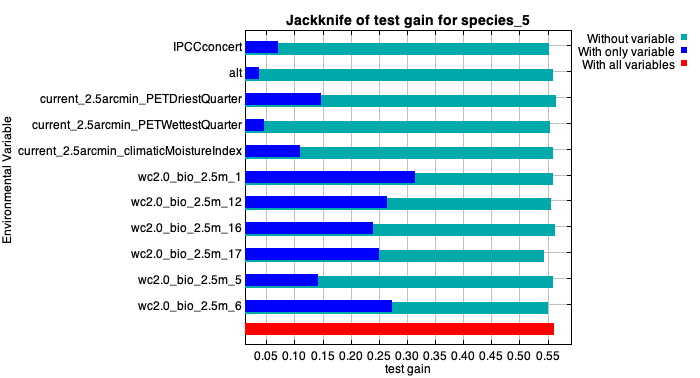 Jackknife of test gain for species_5
Without variable
With only variable
With all variables
Environmental Variable
IPCCconcert
alt
current_2.5arcmin_PETDriestQuarter
current_2.5arcmin_PETWettestQuarter
current_2.5arcmin_climaticMoistureIndex
wc2.0_bio_2.5m_1
wc2.0_bio_2.5m_12
wc2.0_bio_2.5m_16
wc2.0_bio_2.5m_17
wc2.0_bio_2.5m_5
wc2.0_bio_2.5m_6
0.05 0.10 0.15 0.20 0.25 0.30 0.35 0.40 0.45 0.50 0.55
test gain